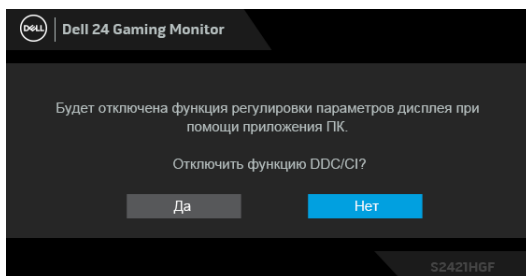 DELL Dell 24 Gaming Monitor
Будет отключена функция регулировки параметров дисплея при
помощи приложения ПК.
Отключить функцию DDC/CI?
Да Нет
S2421HGF